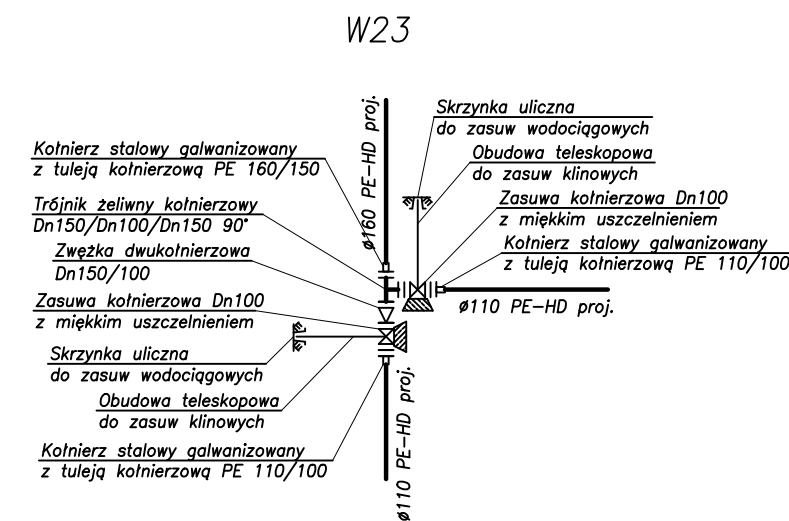 W23
Kołnierz stalowy galwanizowany
z tuleją kołnierzową PE 160/150
Trójnik żeliwny kołnierzowy
Dn150/Dn100/Dn150 90°
Zwężka dwukołnierzowa
Dn150/100
Zasuwa kołnierzowa Dn100
z miękkim uszczelnieniem
Skrzynka uliczna
do zasuw wodociągowych
Obudowa teleskopowa
do zasuw klinowych
Kołnierz stalowy galwanizowany
z tuleją kołnierzową PE 110/100
ø160 PE-HD proj.
Skrzynka uliczna
do zasuw wodociągowych
Obudowa teleskopowa
do zasuw klinowych
Zasuwa kołnierzowa Dn100
z miękkim uszczelnieniem
Kołnierz stalowy galwanizowany
z tuleją kołnierzową PE 110/100
ø110 PE-HD proj.
ø110 PE-HD proj.